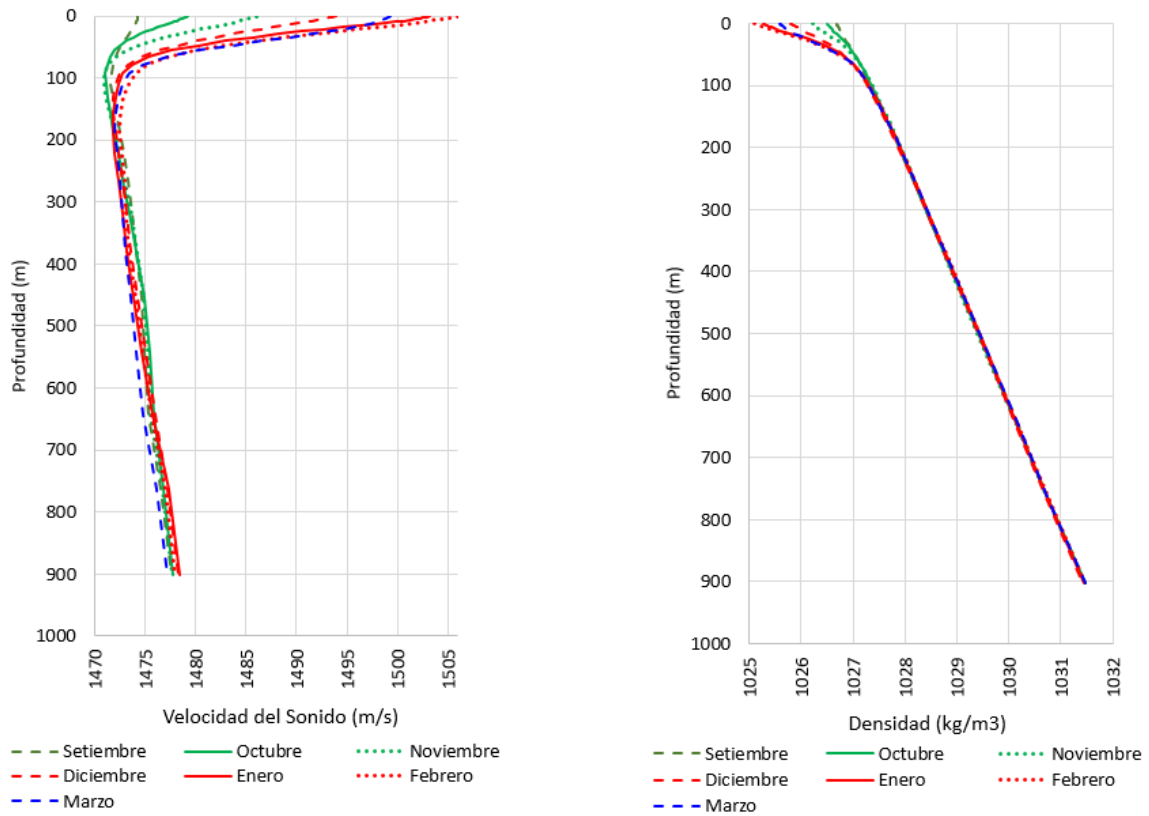 0
100
200
300
400
500
600
700
800
900
1000
Profundidad (m)
1470
1475
1480
1485
1490
1495
1500
1505
Velocidad del Sonido (m/s)
Setiembre
Octubre
Noviembre
Diciembre
Enero
Febrero
Marzo
0
100
200
300
400
500
600
700
800
900
1000
Profundidad (m)
1025
1026
1027
1028
1029
1030
1031
1032
Densidad (kg/m3)
Setiembre
Octubre
Noviembre
Diciembre
Enero
Febrero
Marzo